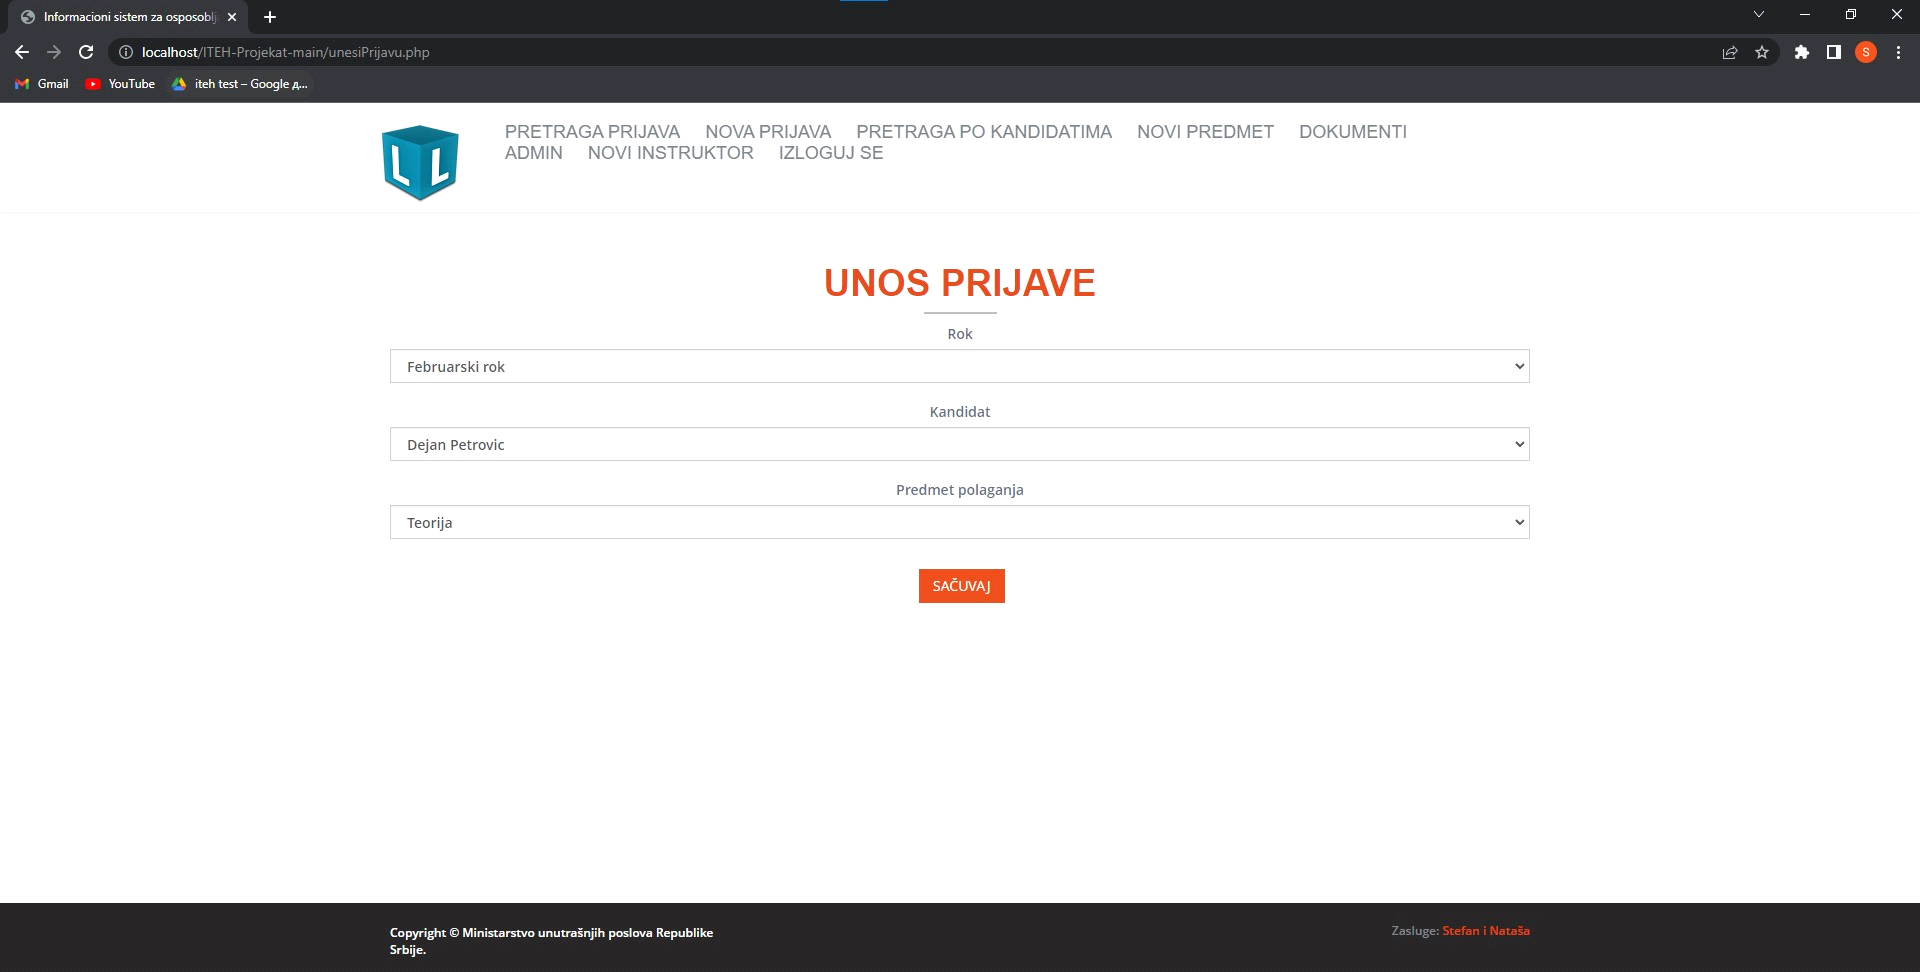 Informacioni sistem za osposoblj
localhost/ITEH-Projekat-main/unesiPrijavu.php
S
Gmail YouTube iteh test – Google д...
LL
PRETRAGA PRIJAVA NOVA PRIJAVA PRETRAGA PO KANDIDATIMA NOVI PREDMET DOKUMENTI
ADMIN NOVI INSTRUKTOR IZLOGUJ SE
UNOS PRIJAVE
Rok
Februarski rok
Kandidat
Dejan Petrovic
Predmet polaganja
Teorija
SAČUVAJ
Copyright © Ministarstvo unutrašnjih poslova Republike
Srbije.
Zasluge: Stefan i Nataša